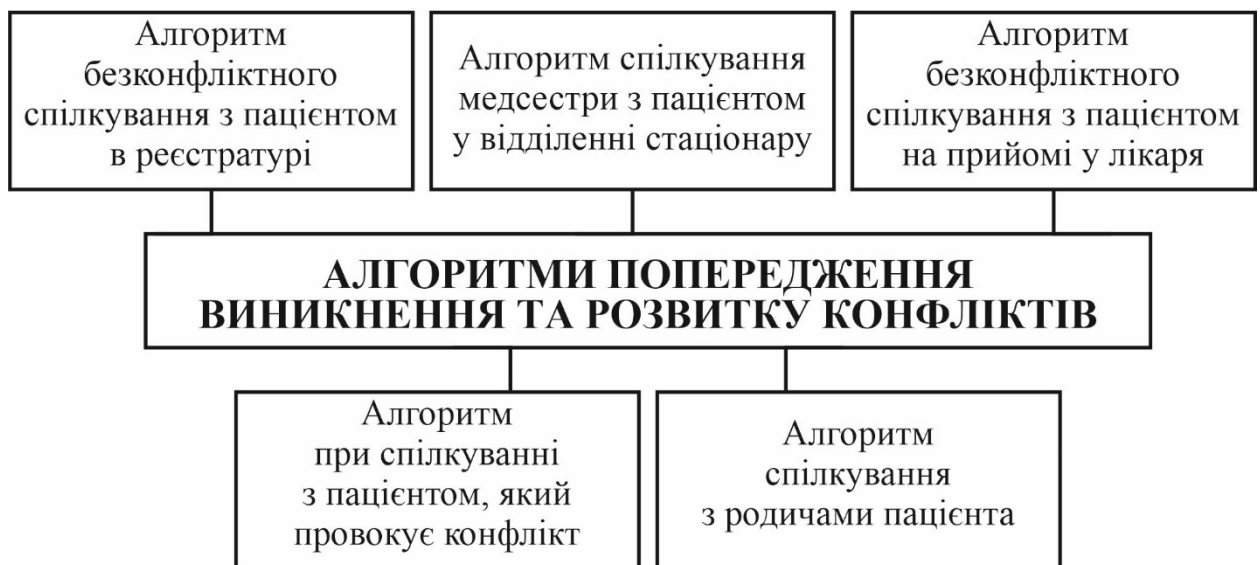 Алгоритм
безконфліктного
спілкування з пацієнтом
в реєстратурі
Алгоритм спілкування
медсестри з пацієнтом
у відділенні стаціонару
Алгоритм
безконфліктного
спілкування з пацієнтом
на прийомі у лікаря
АЛГОРИТМИ ПОПЕРЕДЖЕННЯ
ВИНИКНЕННЯ ТА РОЗВИТКУ КОНФЛІКТІВ
Алгоритм
при спілкуванні
з пацієнтом, який
провокує конфлікт
Алгоритм
спілкування
з родичами пацієнта